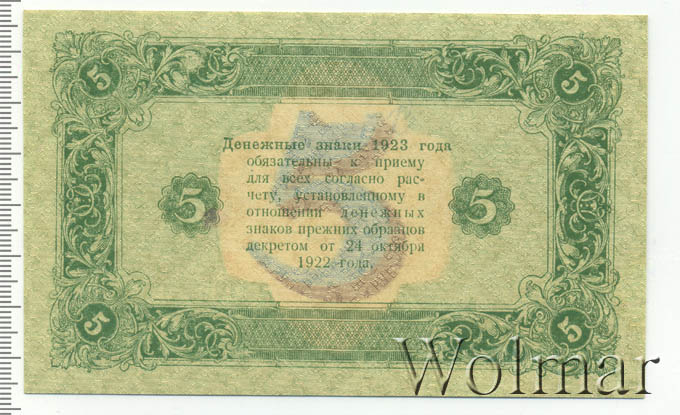 5 5
Денежные знаки 1923 года
обязательны к приему
для всех согласно рас-
чету, установленному в
отношении денежных
знаков прежних образцов
декретом от 24 октября
1922 года.
5 5 5
5 5
Wolmar